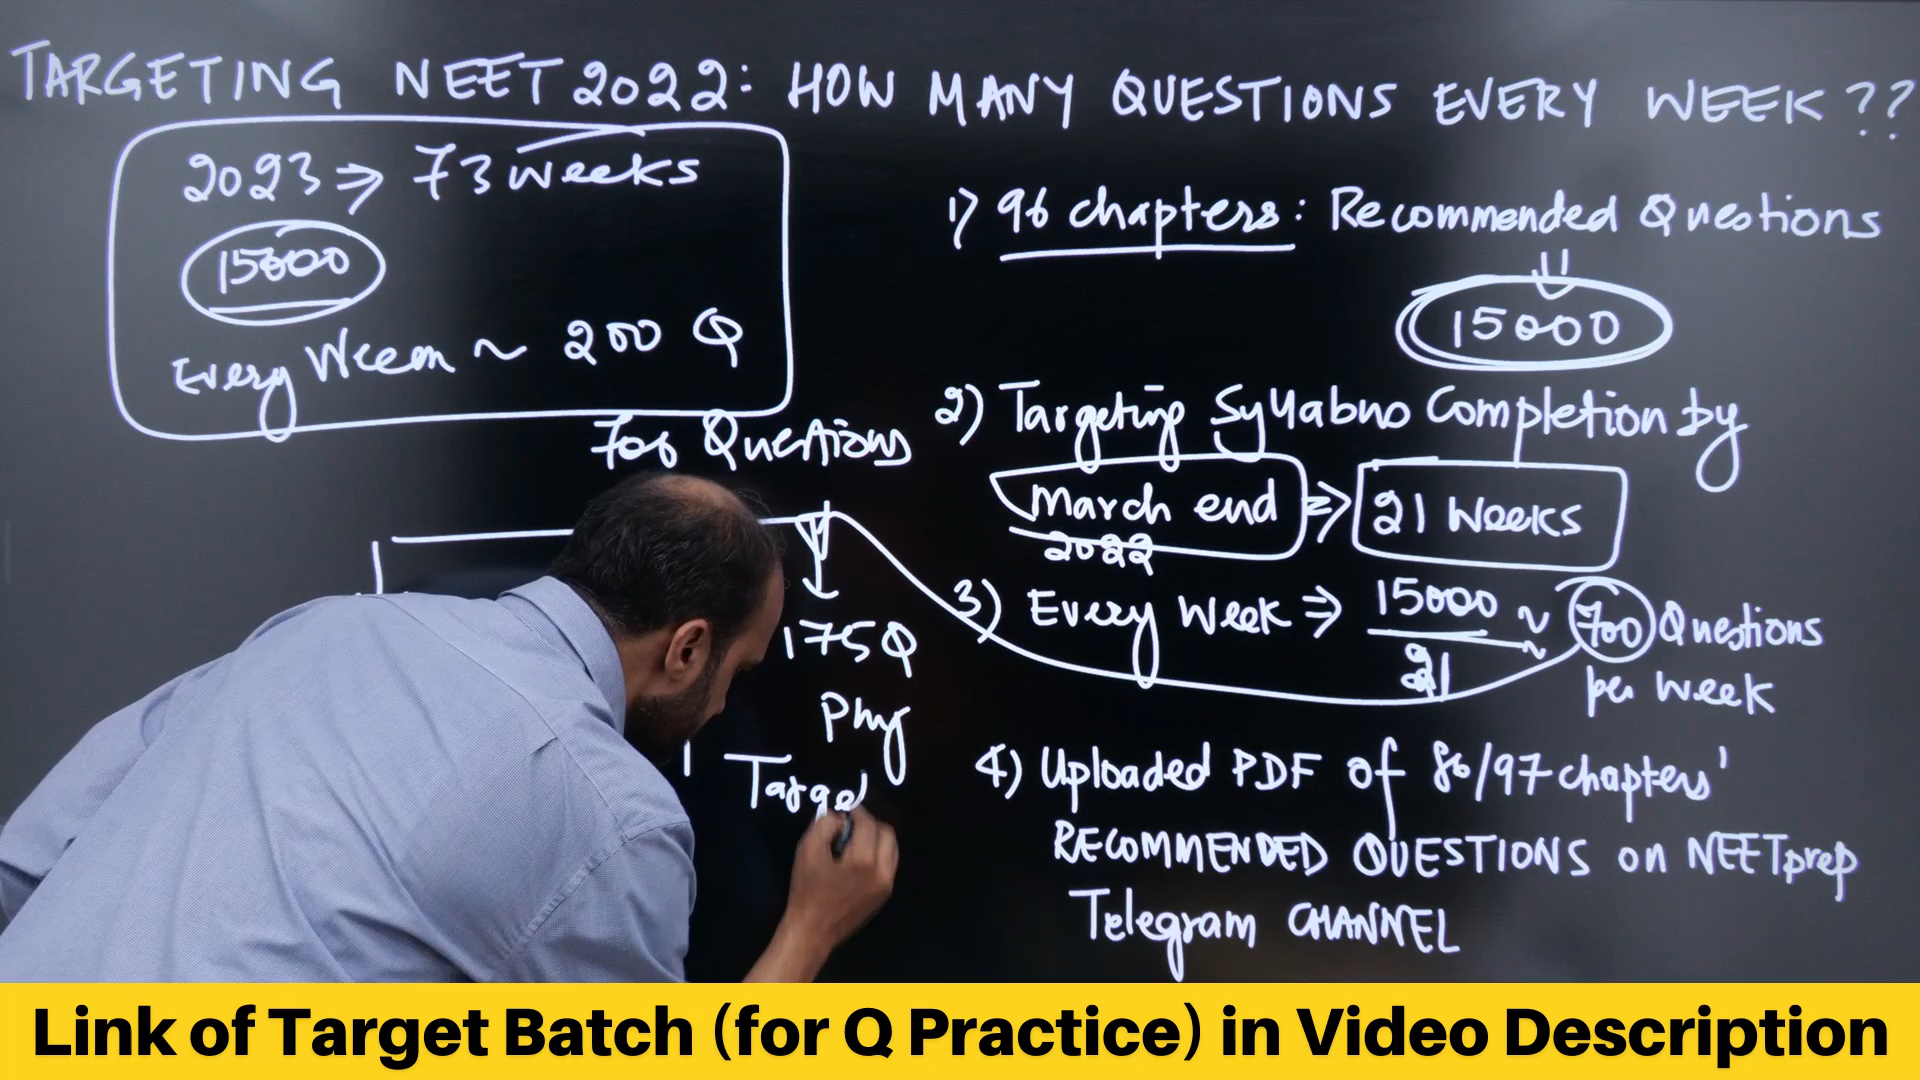 TARGETING NEET 2022: HOW MANY QUESTIONS EVERY WEEK??
2023 ⇒ 73 weeks
15000
Every Week ~ 200 Q
For Questions
175Q
Phy
Target
1) 96 chapters: Recommended Questions
⇓
15000
2) Targeting Syllabus Completion by
March end ⇒ 21 Weeks
2022
3) Every Week ⇒ 15000/21 ≈ 700 Questions
per week
4) Uploaded PDF of 80/97 chapters'
RECOMMENDED QUESTIONS on NEETprep
Telegram CHANNEL
Link of Target Batch (for Q Practice) in Video Description